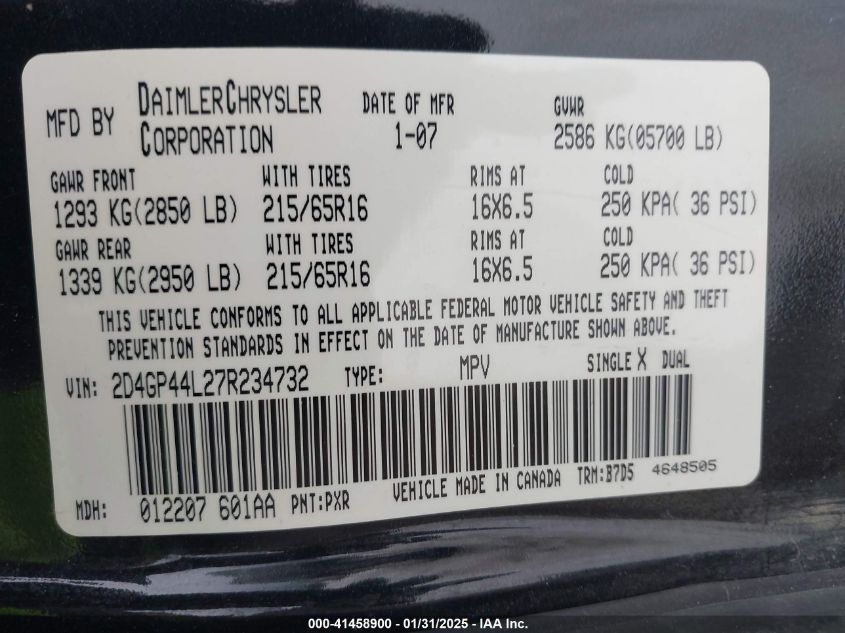 MFD BY DAIMLERCHRYSLER CORPORATION DATE OF MFR 1-07 GVWR 2586 KG(05700 LB)
GAWR FRONT WITH TIRES RIMS AT COLD
1293 KG(2850 LB) 215/65R16 16X6.5 250 KPA( 36 PSI)
GAWR REAR WITH TIRES RIMS AT COLD
1339 KG(2950 LB) 215/65R16 16X6.5 250 KPA( 36 PSI)
THIS VEHICLE CONFORMS TO ALL APPLICABLE FEDERAL MOTOR VEHICLE SAFETY AND THEFT
PREVENTION STANDARDS IN EFFECT ON THE DATE OF MANUFACTURE SHOWN ABOVE.
VIN: 2D4GP44L27R234732 TYPE: MPV SINGLE X DUAL
MDH: 012207 601AA PNT:PXR VEHICLE MADE IN CANADA TRM:B7D5 4648505
000-41458900 - 01/31/2025 - IAA Inc.